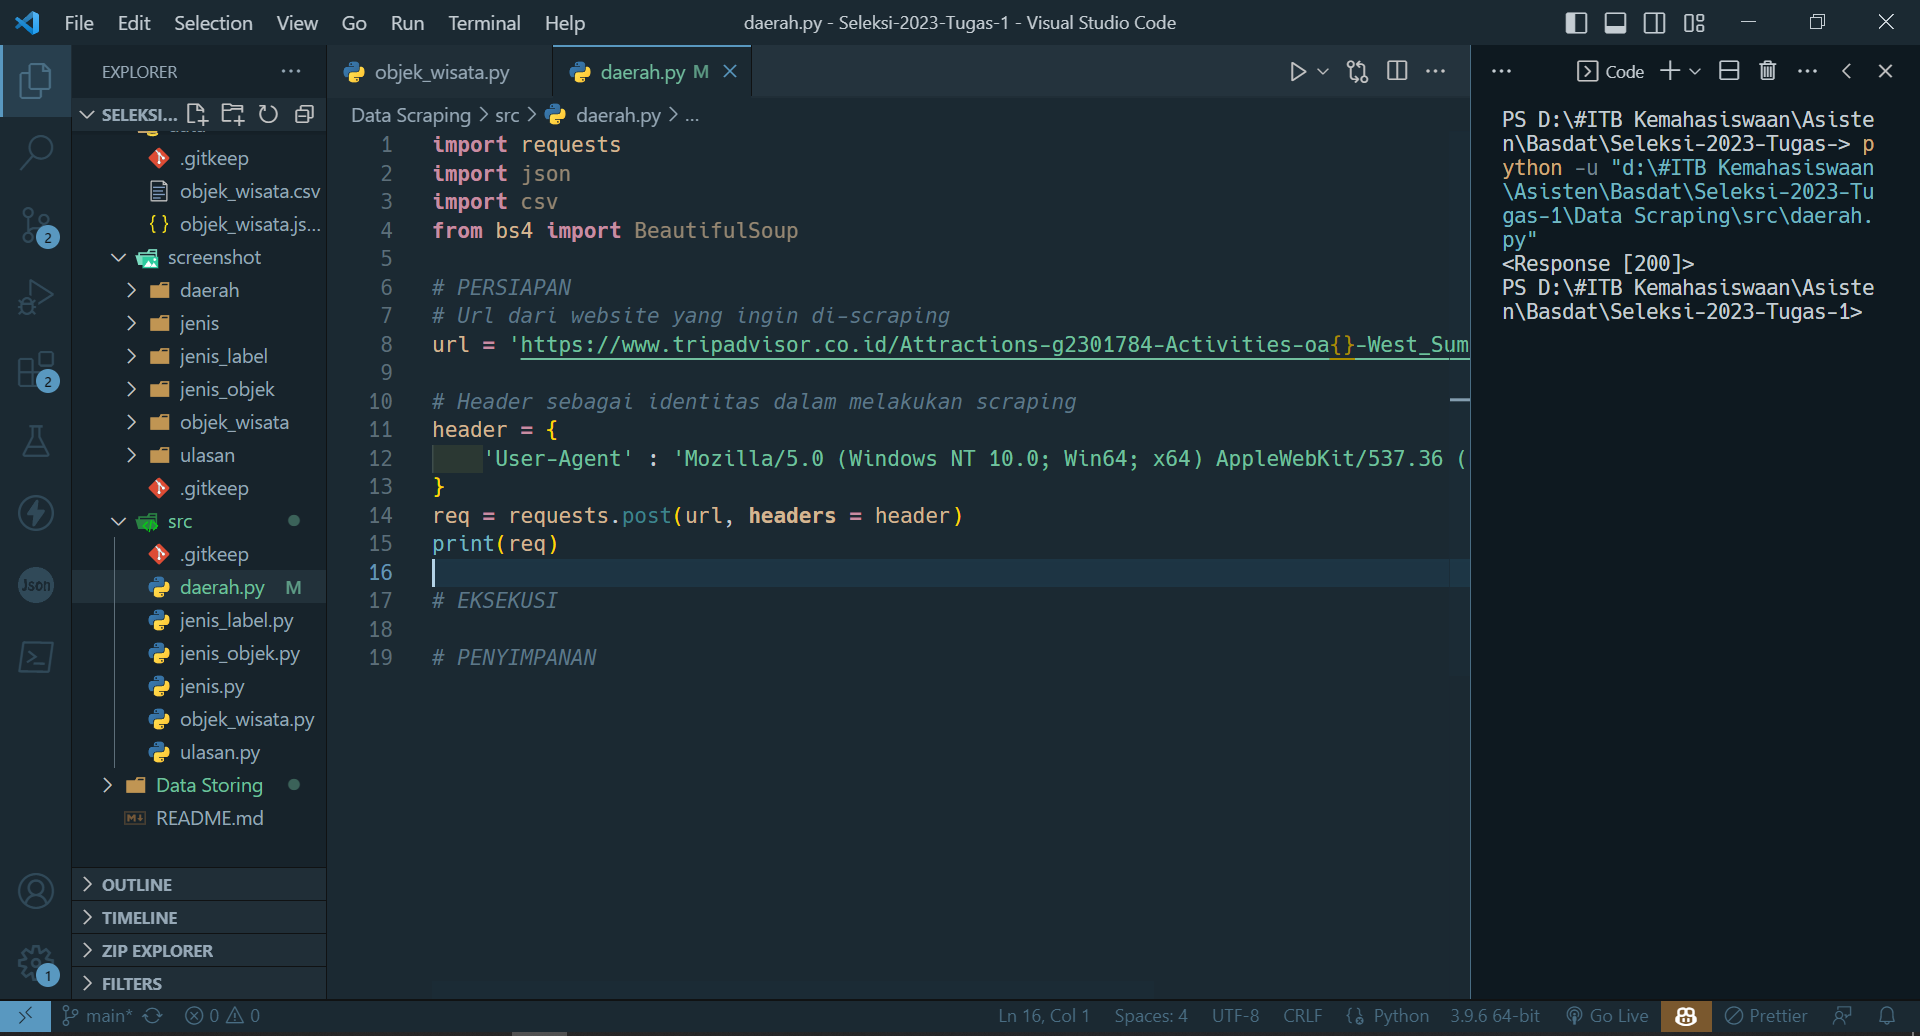 File Edit Selection View Go Run Terminal Help
daerah.py - Seleksi-2023-Tugas-1 - Visual Studio Code
EXPLORER
SELEKSI...
.gitkeep
objek_wisata.csv
{} objek_wisata.js...
screenshot
daerah
jenis
jenis_label
jenis_objek
objek_wisata
ulasan
.gitkeep
src
.gitkeep
daerah.py M
jenis_label.py
jenis_objek.py
jenis.py
objek_wisata.py
ulasan.py
Data Storing
README.md
OUTLINE
TIMELINE
ZIP EXPLORER
FILTERS
2
2
Json
1
objek_wisata.py
daerah.py M
Data Scraping > src > daerah.py > ...
1 import requests
2 import json
3 import csv
4 from bs4 import BeautifulSoup
5
6 # PERSIAPAN
7 # Url dari website yang ingin di-scraping
8 url = 'https://www.tripadvisor.co.id/Attractions-g2301784-Activities-oa{}-West_Sum
9
10 # Header sebagai identitas dalam melakukan scraping
11 header = {
12 'User-Agent' : 'Mozilla/5.0 (Windows NT 10.0; Win64; x64) AppleWebKit/537.36 (
13 }
14 req = requests.post(url, headers = header)
15 print(req)
16
17 # EKSEKUSI
18
19 # PENYIMPANAN
Code
PS D:\#ITB Kemahasiswaan\Asiste
n\Basdat\Seleksi-2023-Tugas-> p
ython -u "d:\#ITB Kemahasiswaan
\Asisten\Basdat\Seleksi-2023-Tu
gas-1\Data Scraping\src\daerah.
py"
<Response [200]>
PS D:\#ITB Kemahasiswaan\Asiste
n\Basdat\Seleksi-2023-Tugas-1>
main* 0 0
Ln 16, Col 1 Spaces: 4 UTF-8 CRLF Python 3.9.6 64-bit Go Live Prettier